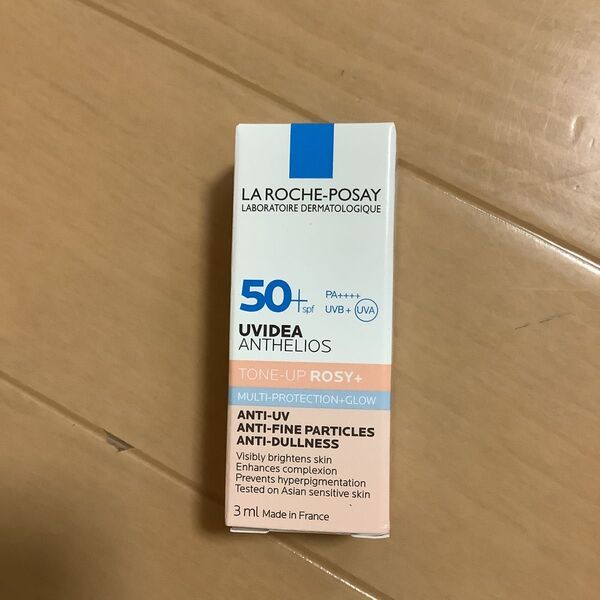 LA ROCHE-POSAY
LABORATOIRE DERMATOLOGIQUE
50+ spf
PA++++
UVB + UVA
UVIDEA
ANTHELIOS
TONE-UP ROSY+
MULTI-PROTECTION+GLOW
ANTI-UV
ANTI-FINE PARTICLES
ANTI-DULLNESS
Visibly brightens skin
Enhances complexion
Prevents hyperpigmentation
Tested on Asian sensitive skin
3 ml Made in France